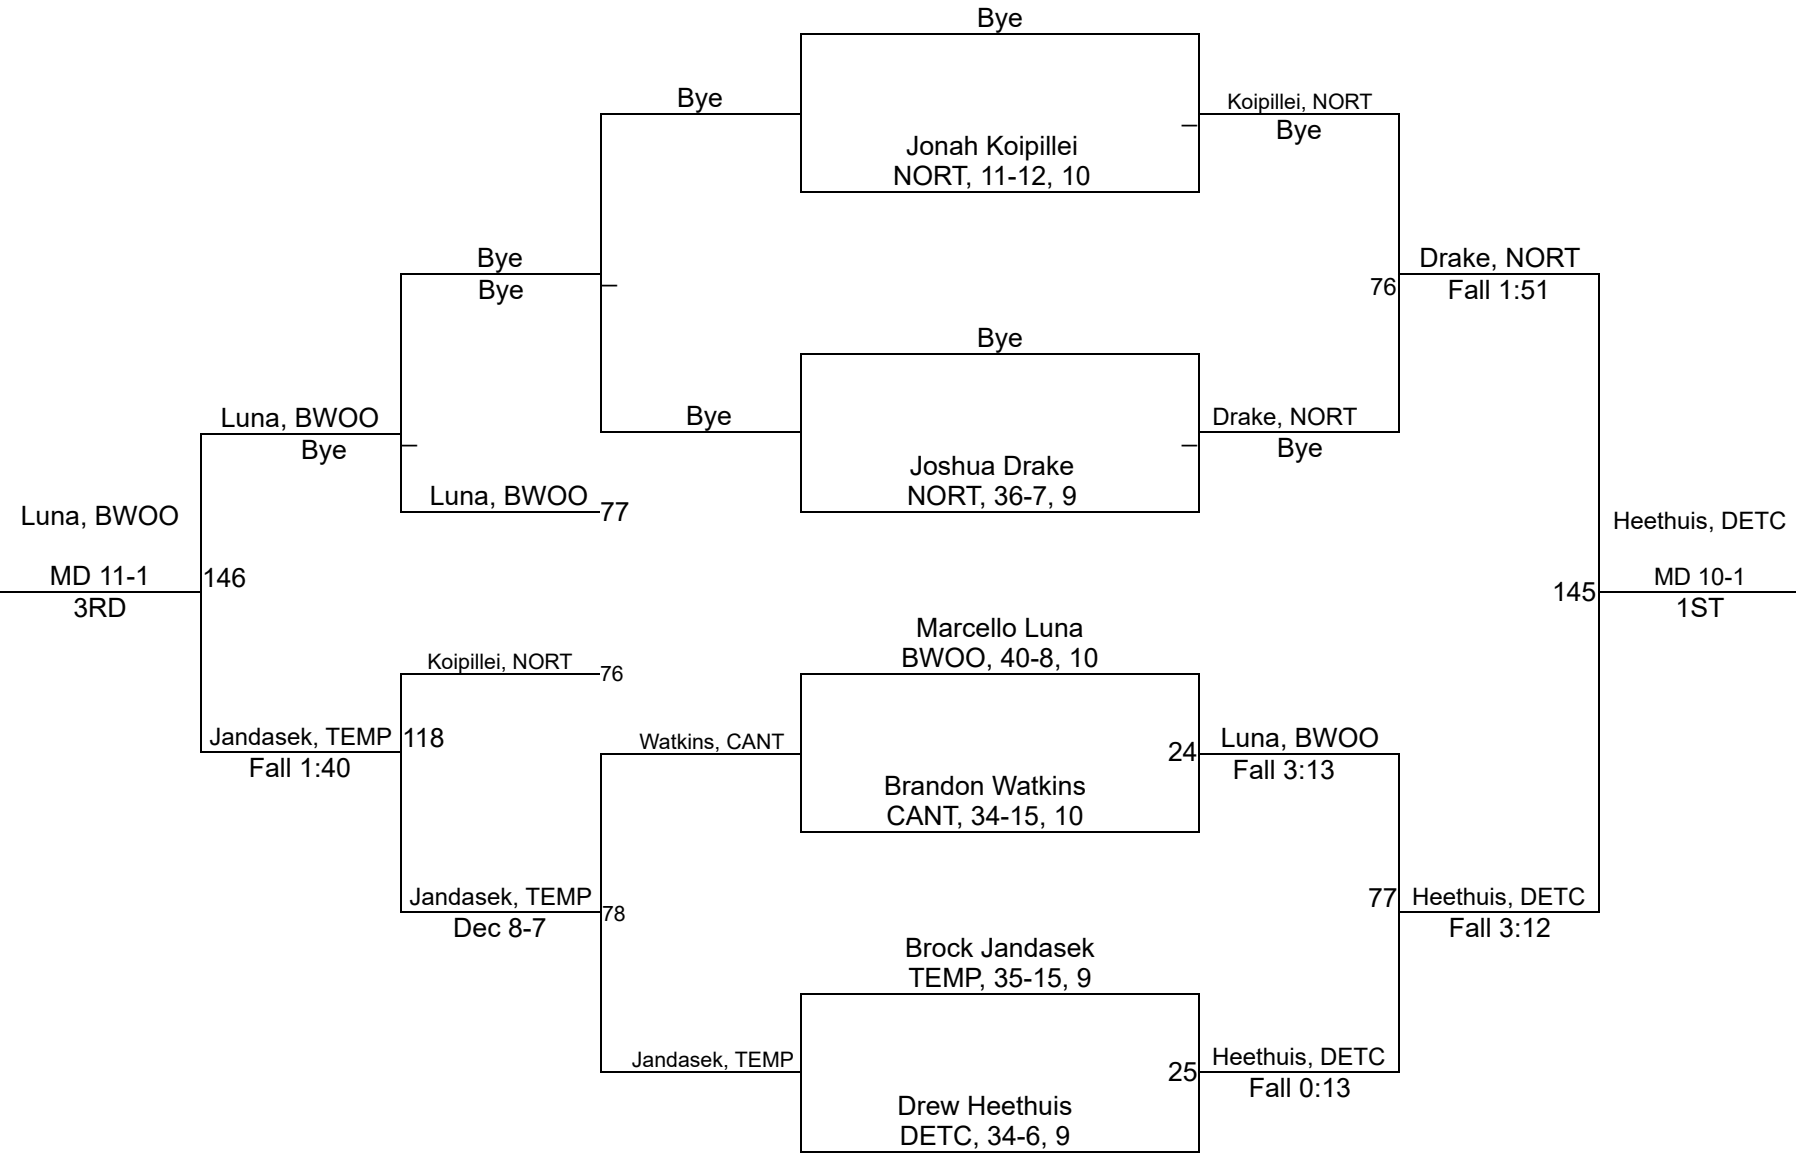 Bye
Bye
Koipillei, NORT
Bye
Jonah Koipillei
NORT, 11-12, 10
Bye
Bye
Drake, NORT
76
Fall 1:51
Bye
Luna, BWOO
Bye
Bye
Drake, NORT
Bye
Joshua Drake
NORT, 36-7, 9
Luna, BWOO
77
Luna, BWOO
Heethuis, DETC
MD 11-1
146
3RD
145
MD 10-1
1ST
Marcello Luna
BWOO, 40-8, 10
Koipillei, NORT
76
Jandasek, TEMP
118
Fall 1:40
Watkins, CANT
24
Luna, BWOO
Fall 3:13
Brandon Watkins
CANT, 34-15, 10
Jandasek, TEMP
78
Dec 8-7
77
Heethuis, DETC
Fall 3:12
Brock Jandasek
TEMP, 35-15, 9
Jandasek, TEMP
25
Heethuis, DETC
Fall 0:13
Drew Heethuis
DETC, 34-6, 9